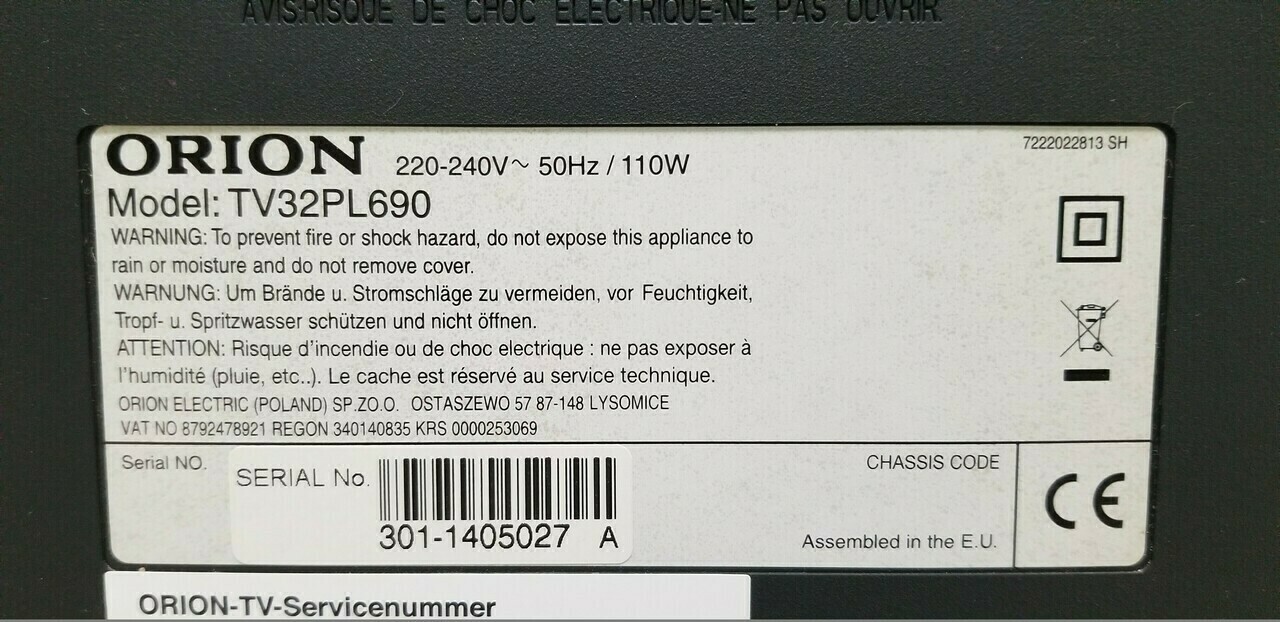 AVIS:RISQUE DE CHOC ELECTRIQUE-NE PAS OUVRIR.
ORION 220-240V~ 50Hz / 110W
7222022813 SH
Model: TV32PL690
WARNING: To prevent fire or shock hazard, do not expose this appliance to
rain or moisture and do not remove cover.
WARNUNG: Um Brände u. Stromschläge zu vermeiden, vor Feuchtigkeit,
Tropf- u. Spritzwasser schützen und nicht öffnen.
ATTENTION: Risque d'incendie ou de choc electrique : ne pas exposer à
l'humidité (pluie, etc..). Le cache est réservé au service technique.
ORION ELECTRIC (POLAND) SP.ZO.O. OSTASZEWO 57 87-148 LYSOMICE
VAT NO 8792478921 REGON 340140835 KRS 0000253069
Serial NO.
SERIAL No.
301-1405027 A
CHASSIS CODE
Assembled in the E.U.
CE
ORION-TV-Servicenummer